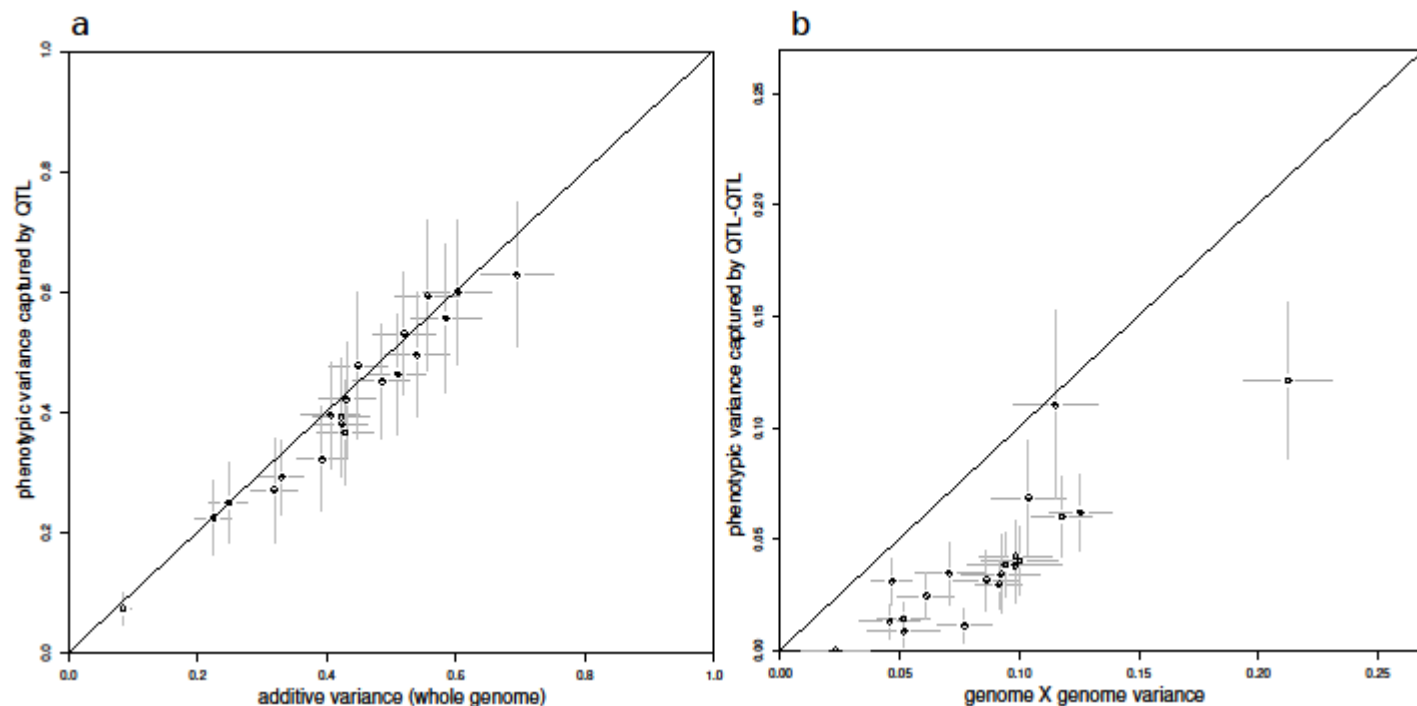 a
phenotypic variance captured by QTL
0.0
0.2
0.4
0.6
0.8
1.0
0.0 0.2 0.4 0.6 0.8 1.0
additive variance (whole genome)
b
phenotypic variance captured by QTL-QTL
0.00
0.05
0.10
0.15
0.20
0.25
0.00 0.05 0.10 0.15 0.20 0.25
genome X genome variance